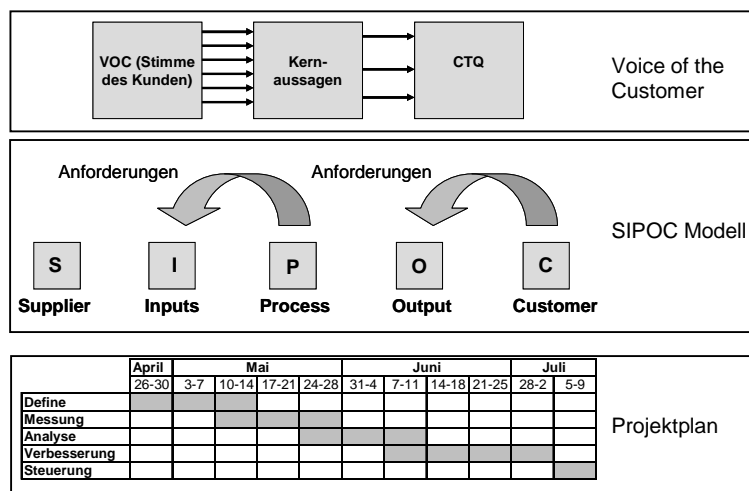 VOC (Stimme
des Kunden)
Kern-
aussagen
CTQ
Voice of the
Customer
Anforderungen
Anforderungen
SIPOC Modell
S
I
P
O
C
Supplier
Inputs
Process
Output
Customer
April Mai Juni Juli
26-30 3-7 10-14 17-21 24-28 31-4 7-11 14-18 21-25 28-2 5-9
Define
Messung
Analyse
Verbesserung
Steuerung
Projektplan